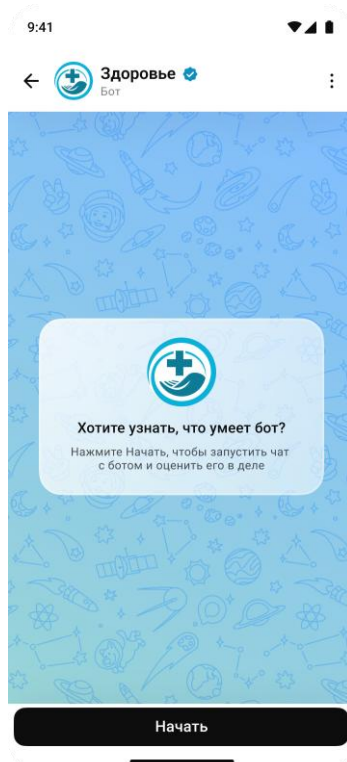 9:41
Здоровье
Бот
Хотите узнать, что умеет бот?
Нажмите Начать, чтобы запустить чат
с ботом и оценить его в деле
Начать